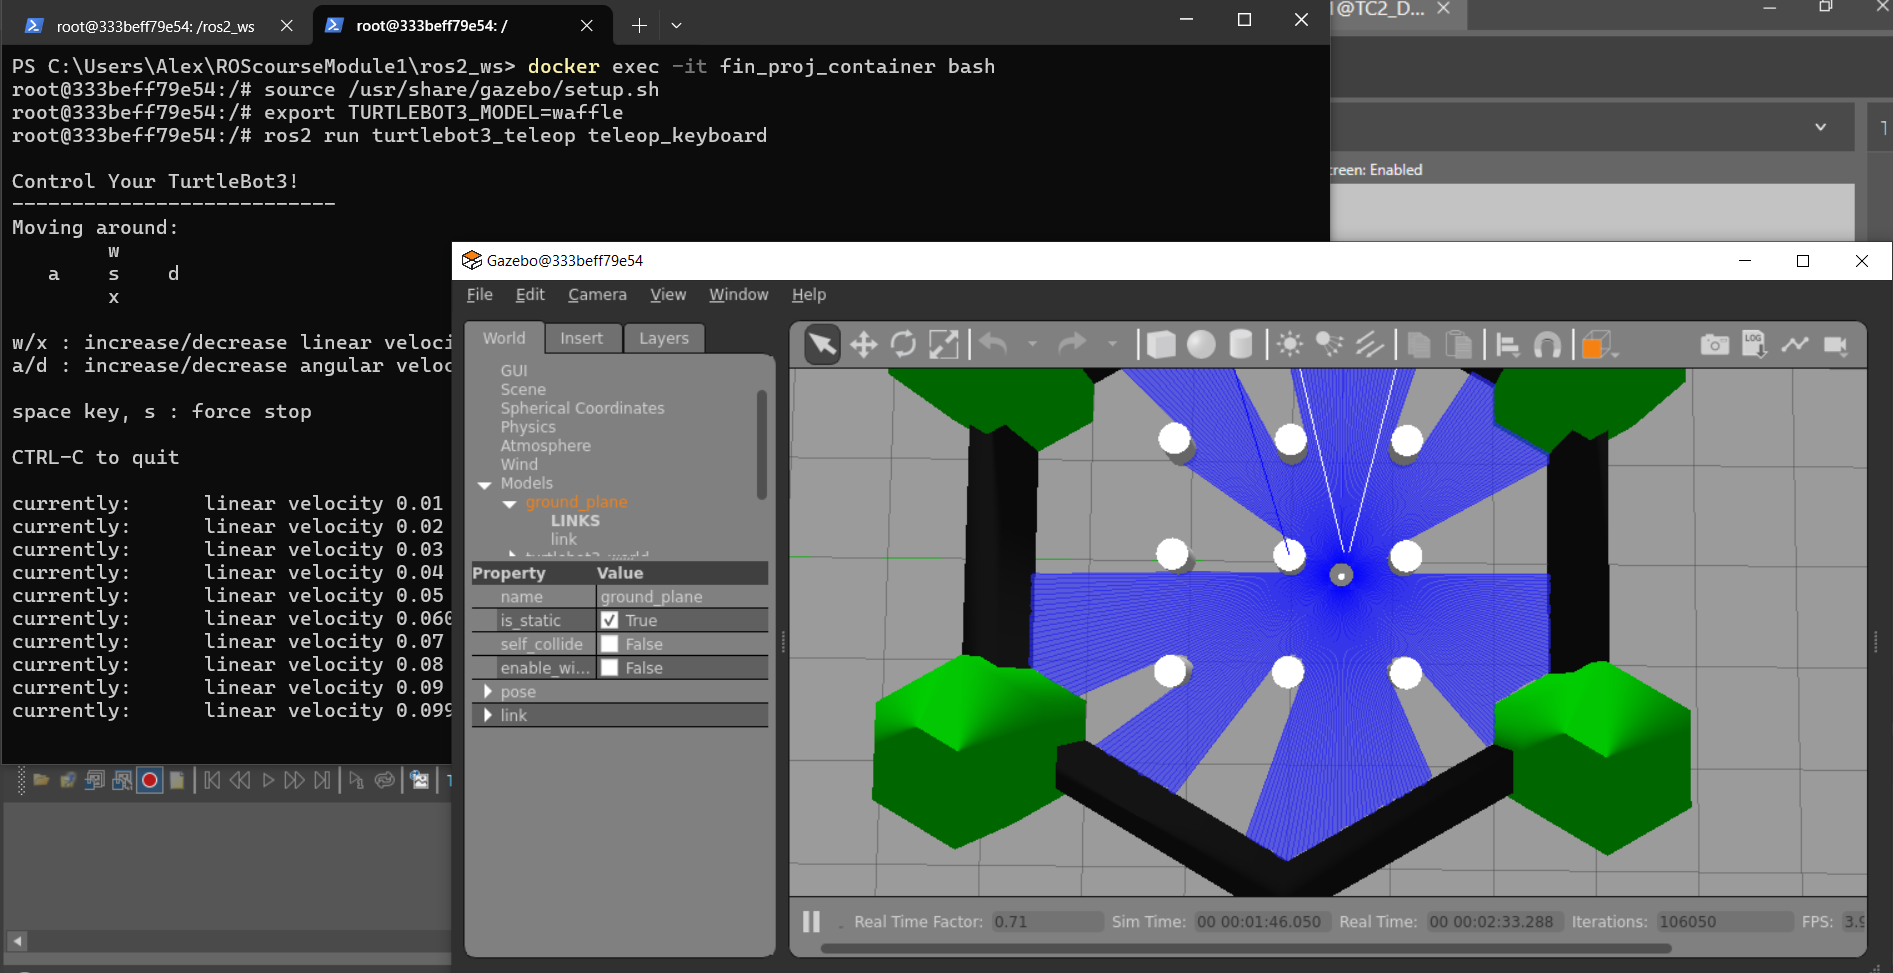 root@333beff79e54: /ros2_ws
root@333beff79e54: /
@TC2_D...
PS C:\Users\Alex\ROScourseModule1\ros2_ws> docker exec -it fin_proj_container bash
root@333beff79e54:/# source /usr/share/gazebo/setup.sh
root@333beff79e54:/# export TURTLEBOT3_MODEL=waffle
root@333beff79e54:/# ros2 run turtlebot3_teleop teleop_keyboard
Control Your TurtleBot3!
---------------------------
Moving around:
w
a s d
x
w/x : increase/decrease linear veloci
a/d : increase/decrease angular veloc
space key, s : force stop
CTRL-C to quit
currently: linear velocity 0.01
currently: linear velocity 0.02
currently: linear velocity 0.03
currently: linear velocity 0.04
currently: linear velocity 0.05
currently: linear velocity 0.060
currently: linear velocity 0.07
currently: linear velocity 0.08
currently: linear velocity 0.09
currently: linear velocity 0.099
creen: Enabled
Gazebo@333beff79e54
File Edit Camera View Window Help
World Insert Layers
GUI
Scene
Spherical Coordinates
Physics
Atmosphere
Wind
Models
ground_plane
LINKS
link
turtlebot3_world
Property Value
name ground_plane
is_static True
self_collide False
enable_wi... False
pose
link
LOG
Real Time Factor: 0.71 Sim Time: 00 00:01:46.050 Real Time: 00 00:02:33.288 Iterations: 106050 FPS: 3.9